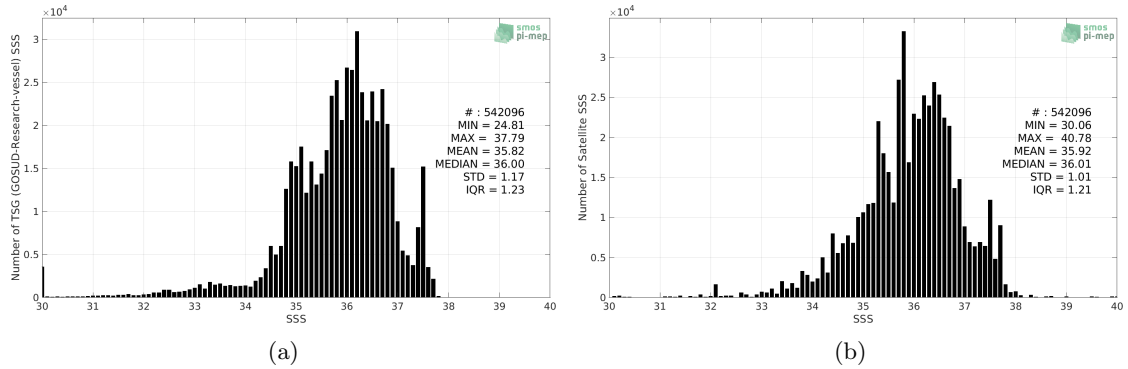 ×10⁴
smos
pi-mep
Number of TSG (GOSUD-Research-vessel) SSS
3
2.5
2
1.5
1
0.5
0
# : 542096
MIN = 24.81
MAX = 37.79
MEAN = 35.82
MEDIAN = 36.00
STD = 1.17
IQR = 1.23
30 31 32 33 34 35 36 37 38 39 40
SSS
(a)
×10⁴
smos
pi-mep
Number of Satellite SSS
3
2.5
2
1.5
1
0.5
0
# : 542096
MIN = 30.06
MAX = 40.78
MEAN = 35.92
MEDIAN = 36.01
STD = 1.01
IQR = 1.21
30 31 32 33 34 35 36 37 38 39 40
SSS
(b)